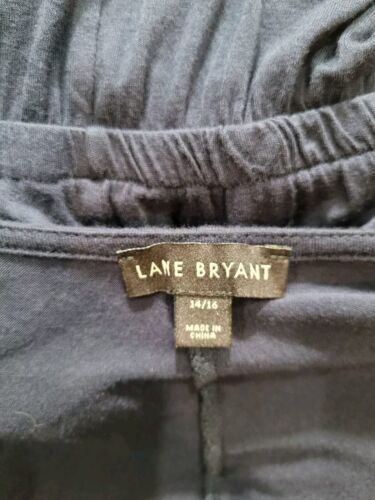 LANE BRYANT
14/16
MADE IN
CHINA